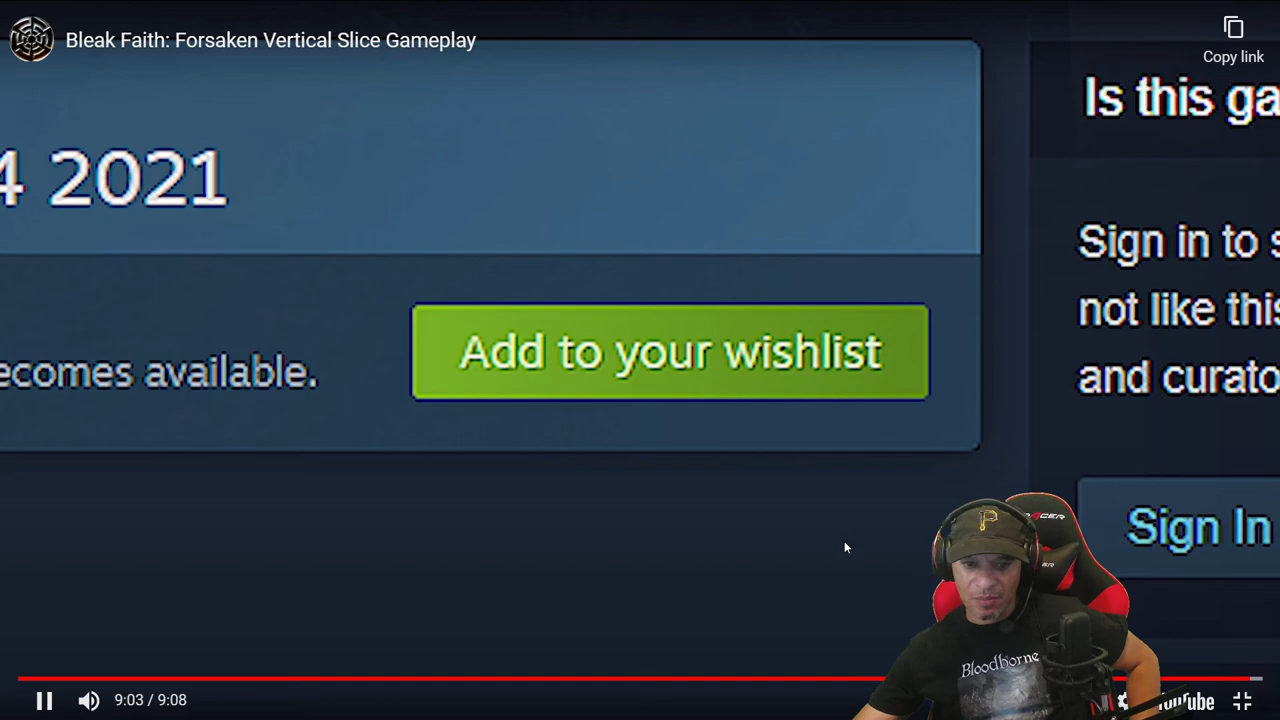 Bleak Faith: Forsaken Vertical Slice Gameplay
Copy link
Is this ga
4 2021
Sign in to s
not like this
and curato
Add to your wishlist
ecomes available.
Sign In
P
Bloodborne
9:03 / 9:08
YouTube